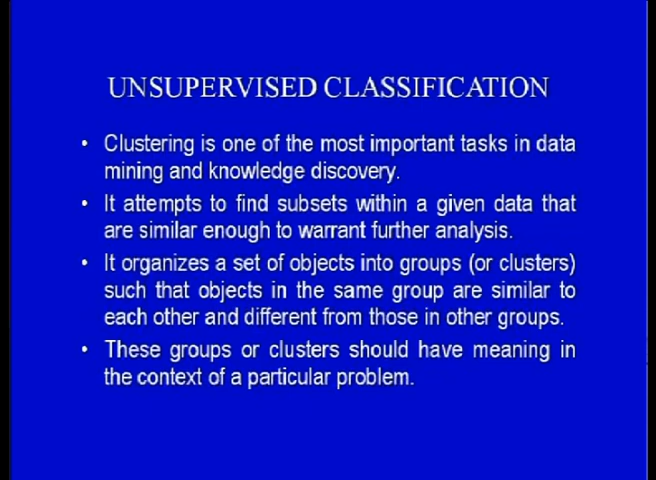 UNSUPERVISED CLASSIFICATION
• Clustering is one of the most important tasks in data
mining and knowledge discovery.
• It attempts to find subsets within a given data that
are similar enough to warrant further analysis.
• It organizes a set of objects into groups (or clusters)
such that objects in the same group are similar to
each other and different from those in other groups.
• These groups or clusters should have meaning in
the context of a particular problem.